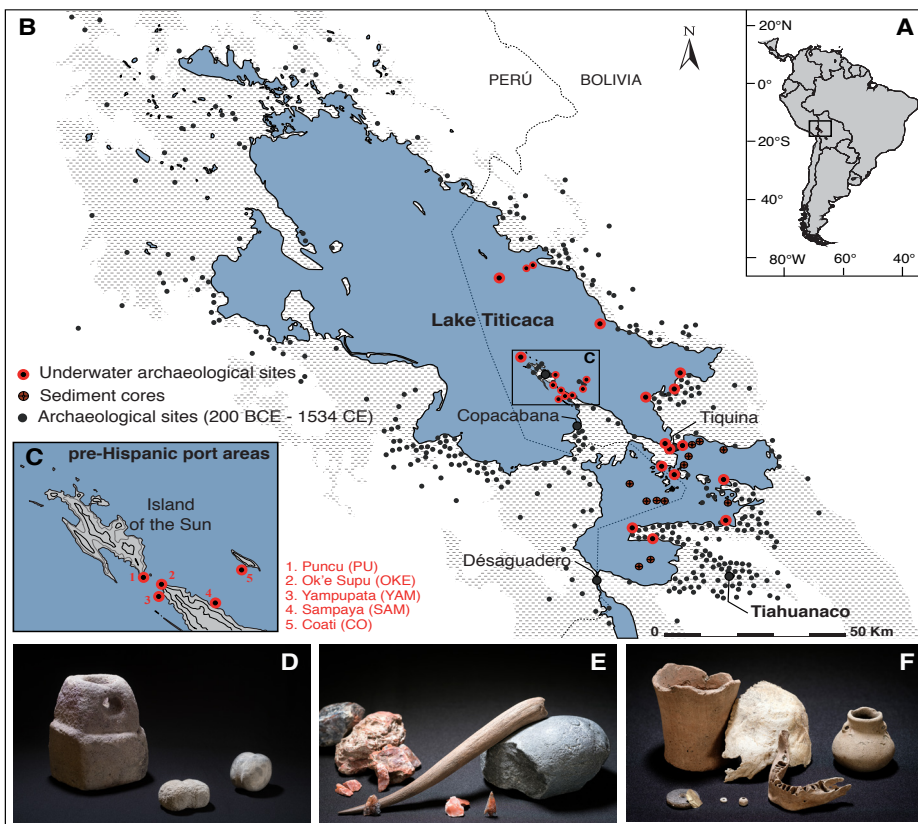 B
N
PERÚ
BOLIVIA
A
20°N
0°
20°S
40°
80°W
60°
40°
Lake Titicaca
C
Underwater archaeological sites
Sediment cores
Archaeological sites (200 BCE - 1534 CE)
Copacabana
Tiquina
C
pre-Hispanic port areas
Island
of the Sun
1
2
3
4
5
1. Puncu (PU)
2. Ok'e Supu (OKE)
3. Yampupata (YAM)
4. Sampaya (SAM)
5. Coati (CO)
Désaguadero
Tiahuanaco
0
50 Km
D
E
F